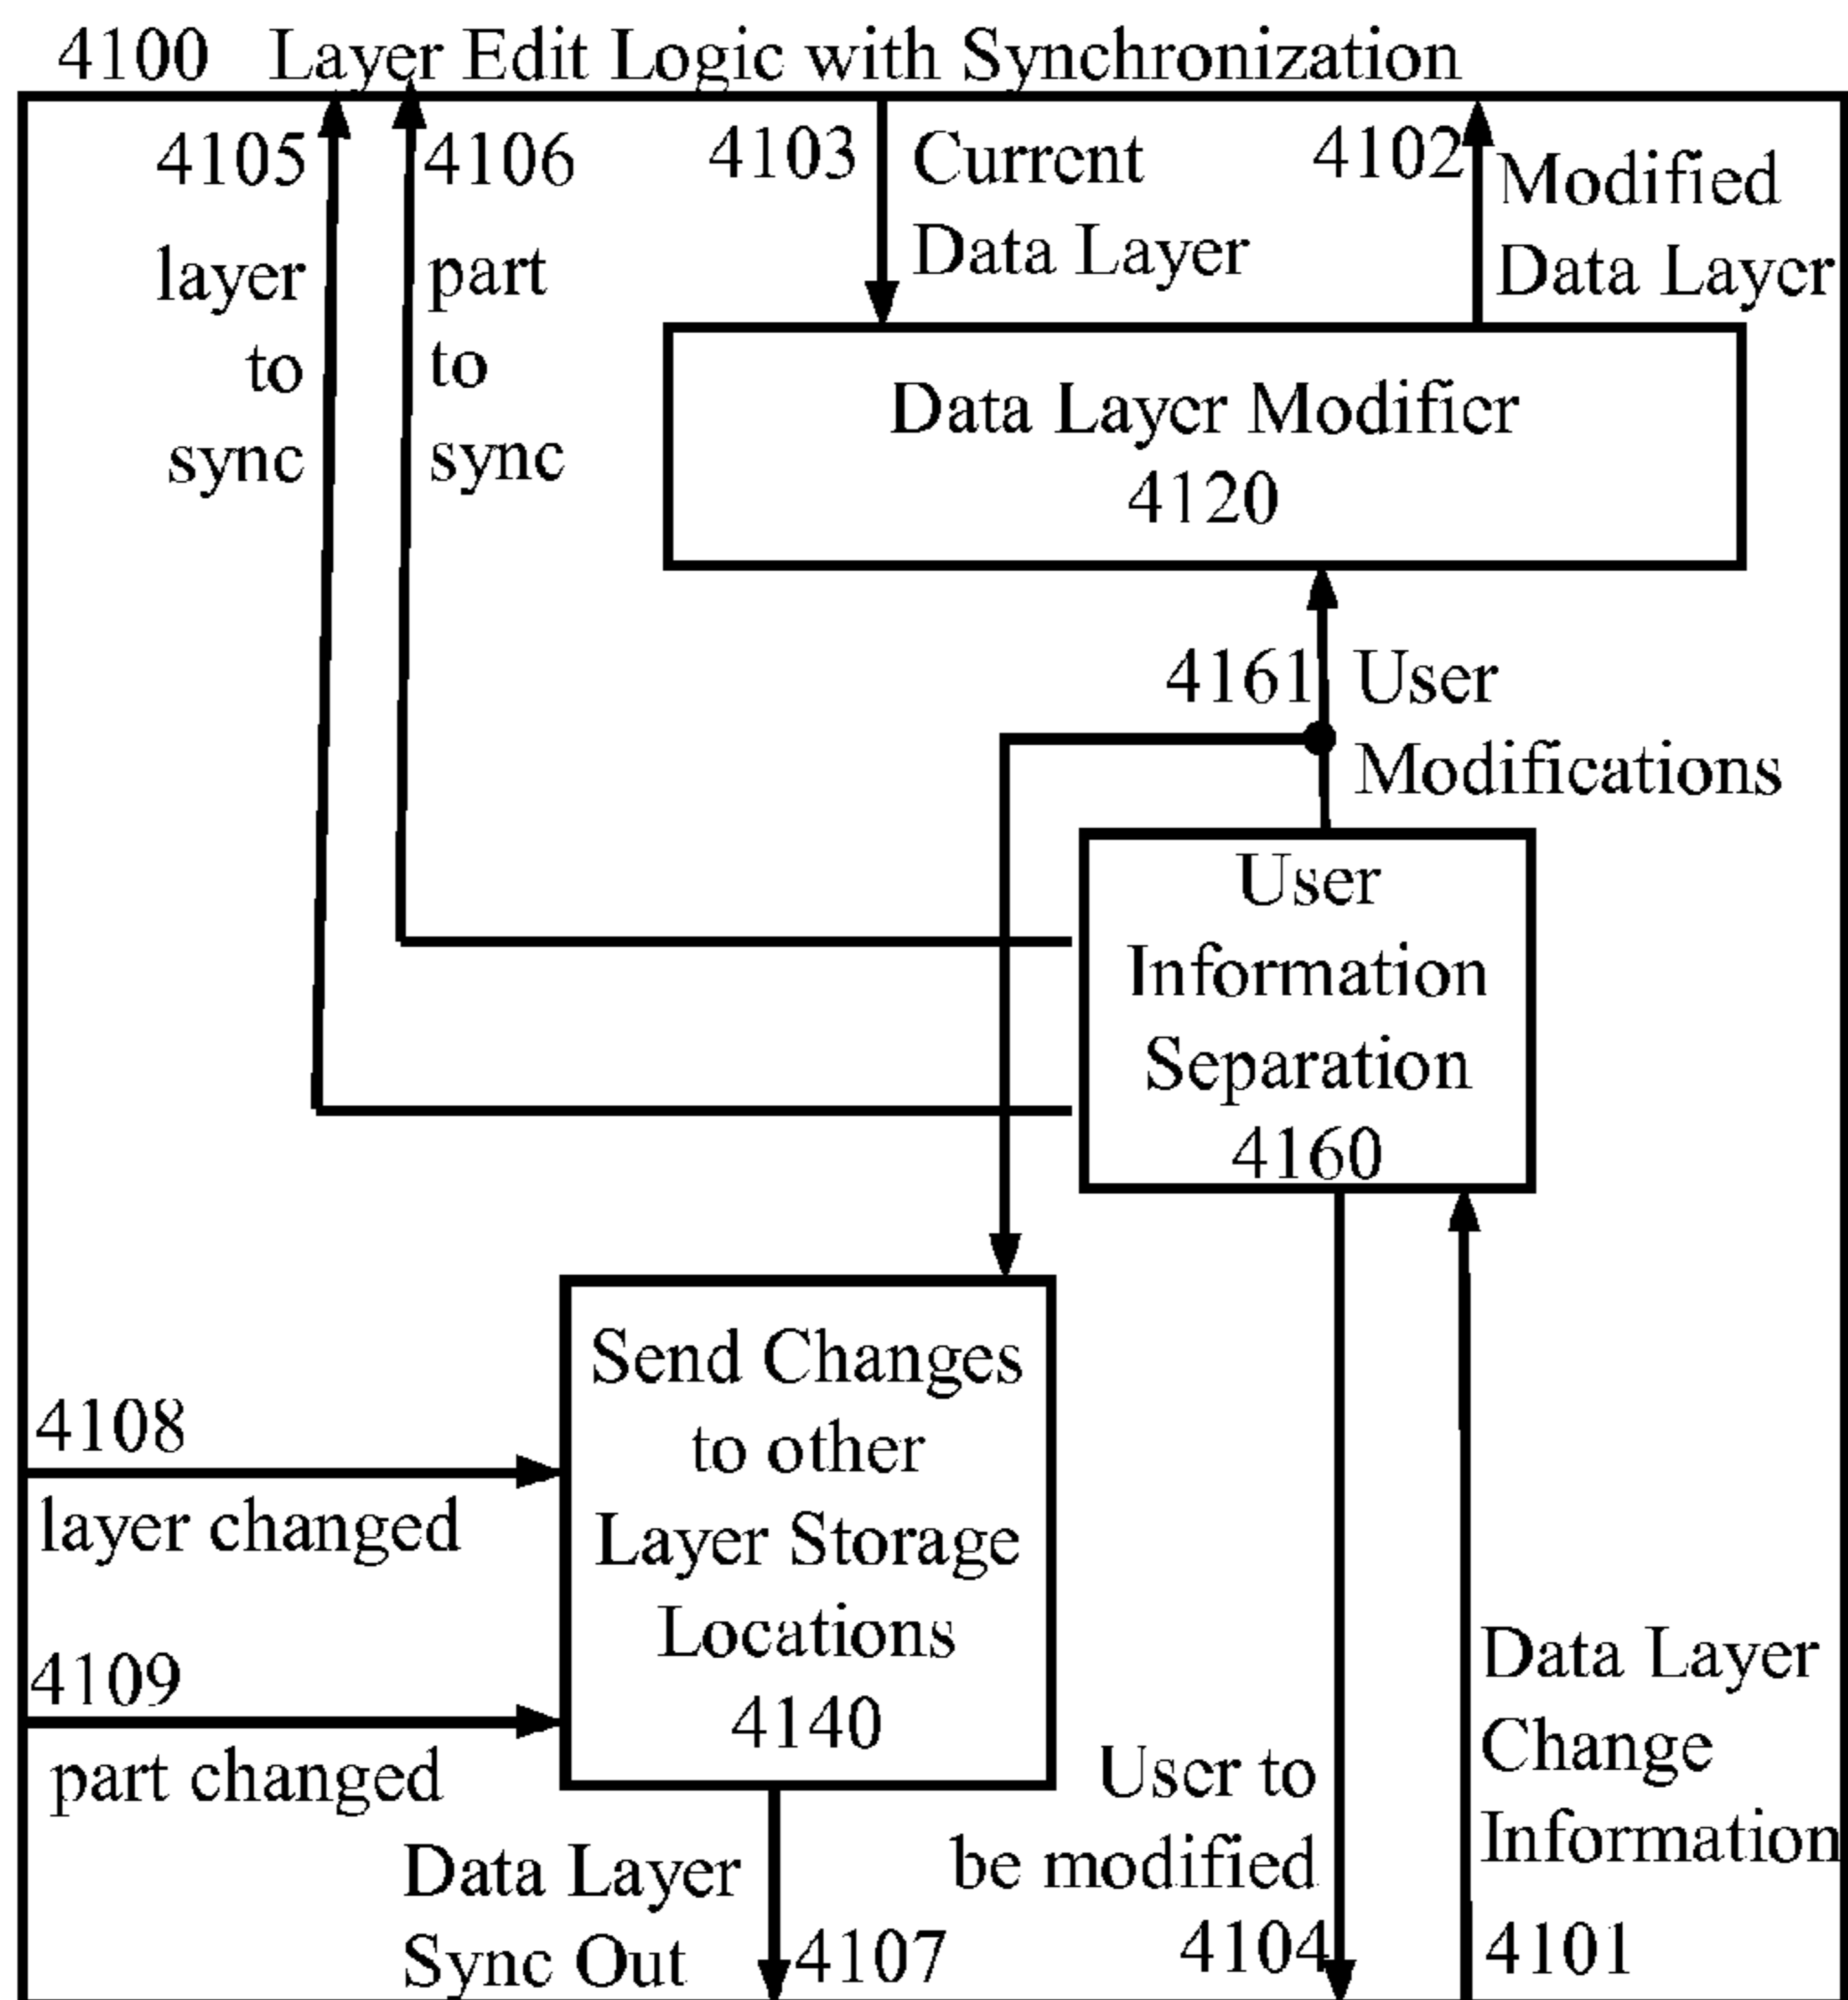 4100 Layer Edit Logic with Synchronization
4105
layer
to
sync
4106
part
to
sync
4103
Current
Data Layer
4102
Modified
Data Layer
Data Layer Modifier
4120
4161
User
Modifications
User
Information
Separation
4160
Send Changes
to other
Layer Storage
Locations
4140
4108
layer changed
4109
part changed
Data Layer
Sync Out
4107
User to
be modified
4104
Data Layer
Change
Information
4101